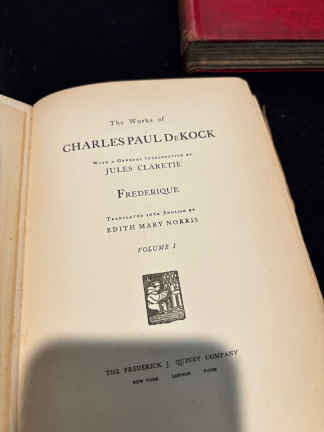 The Works of
CHARLES PAUL DE KOCK
WITH A GENERAL INTRODUCTION BY
JULES CLARETIE
FREDERIQUE
TRANSLATED INTO ENGLISH BY
EDITH MARY NORRIS
VOLUME I
THE FREDERICK J. QUINBY COMPANY
NEW YORK LONDON PARIS